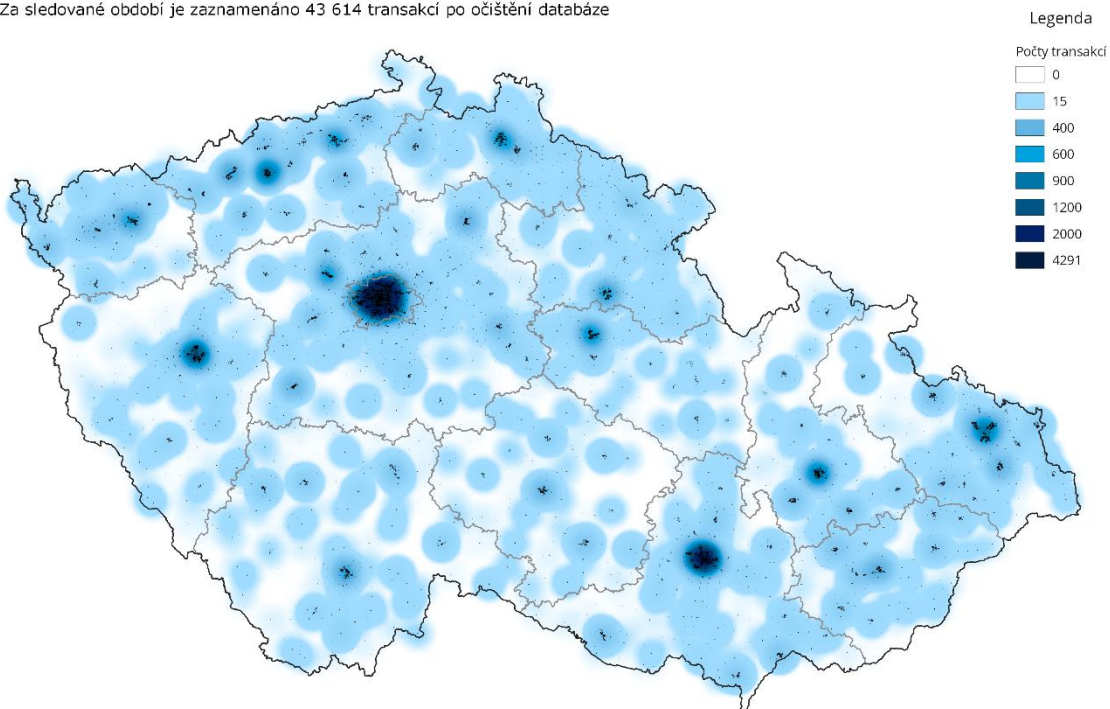 Za sledované období je zaznamenáno 43 614 transakcí po očištění databáze
Legenda
Počty transakcí
0
15
400
600
900
1200
2000
4291